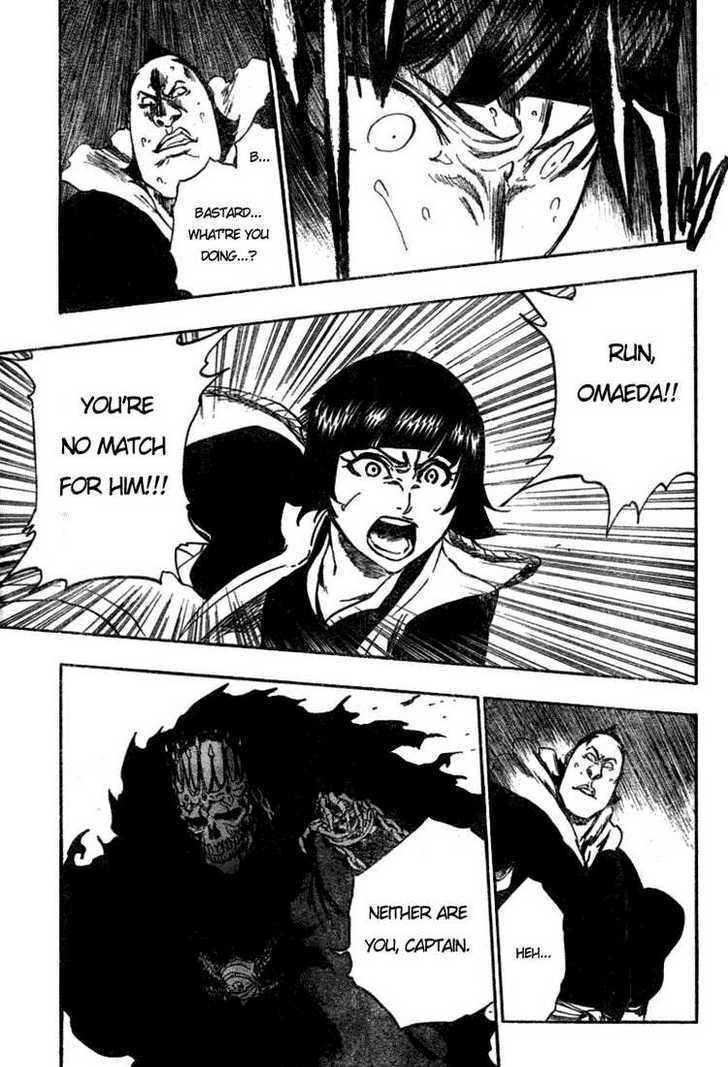 B...
BASTARD...
WHAT'RE YOU
DOING...?
RUN,
OMAEDA!!
YOU'RE
NO MATCH
FOR HIM!!!
HEH...
NEITHER ARE
YOU, CAPTAIN.